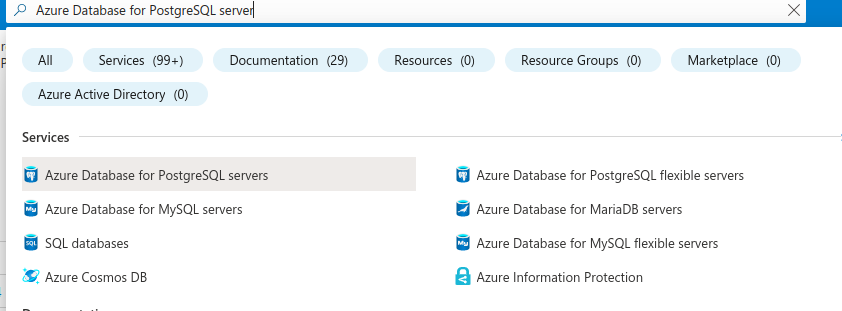 Azure Database for PostgreSQL server
All
Services (99+)
Documentation (29)
Resources (0)
Resource Groups (0)
Marketplace (0)
Azure Active Directory (0)
Services
Azure Database for PostgreSQL servers
Azure Database for PostgreSQL flexible servers
Azure Database for MySQL servers
Azure Database for MariaDB servers
SQL databases
Azure Database for MySQL flexible servers
Azure Cosmos DB
Azure Information Protection